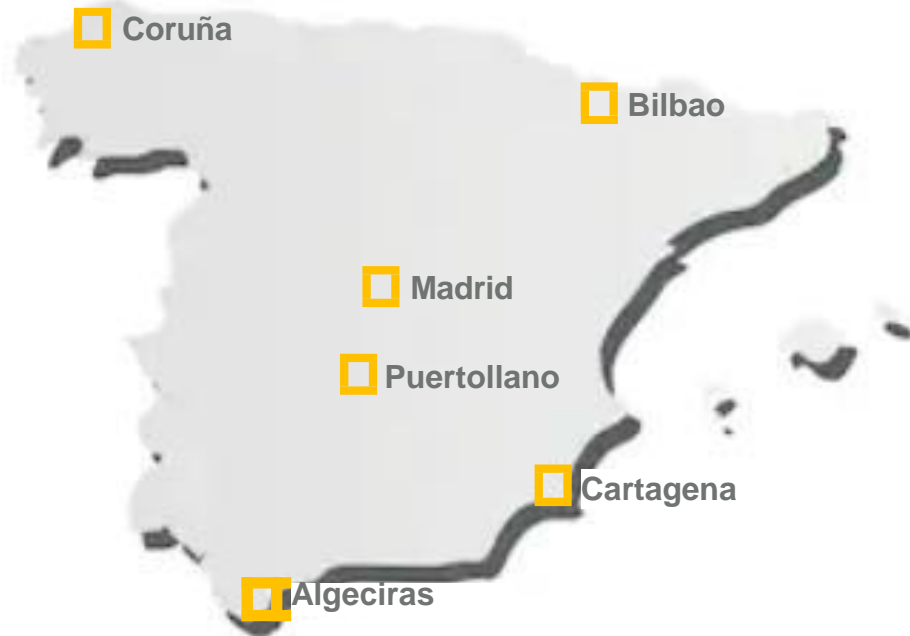 Coruña
Bilbao
Madrid
Puertollano
Cartagena
Algeciras